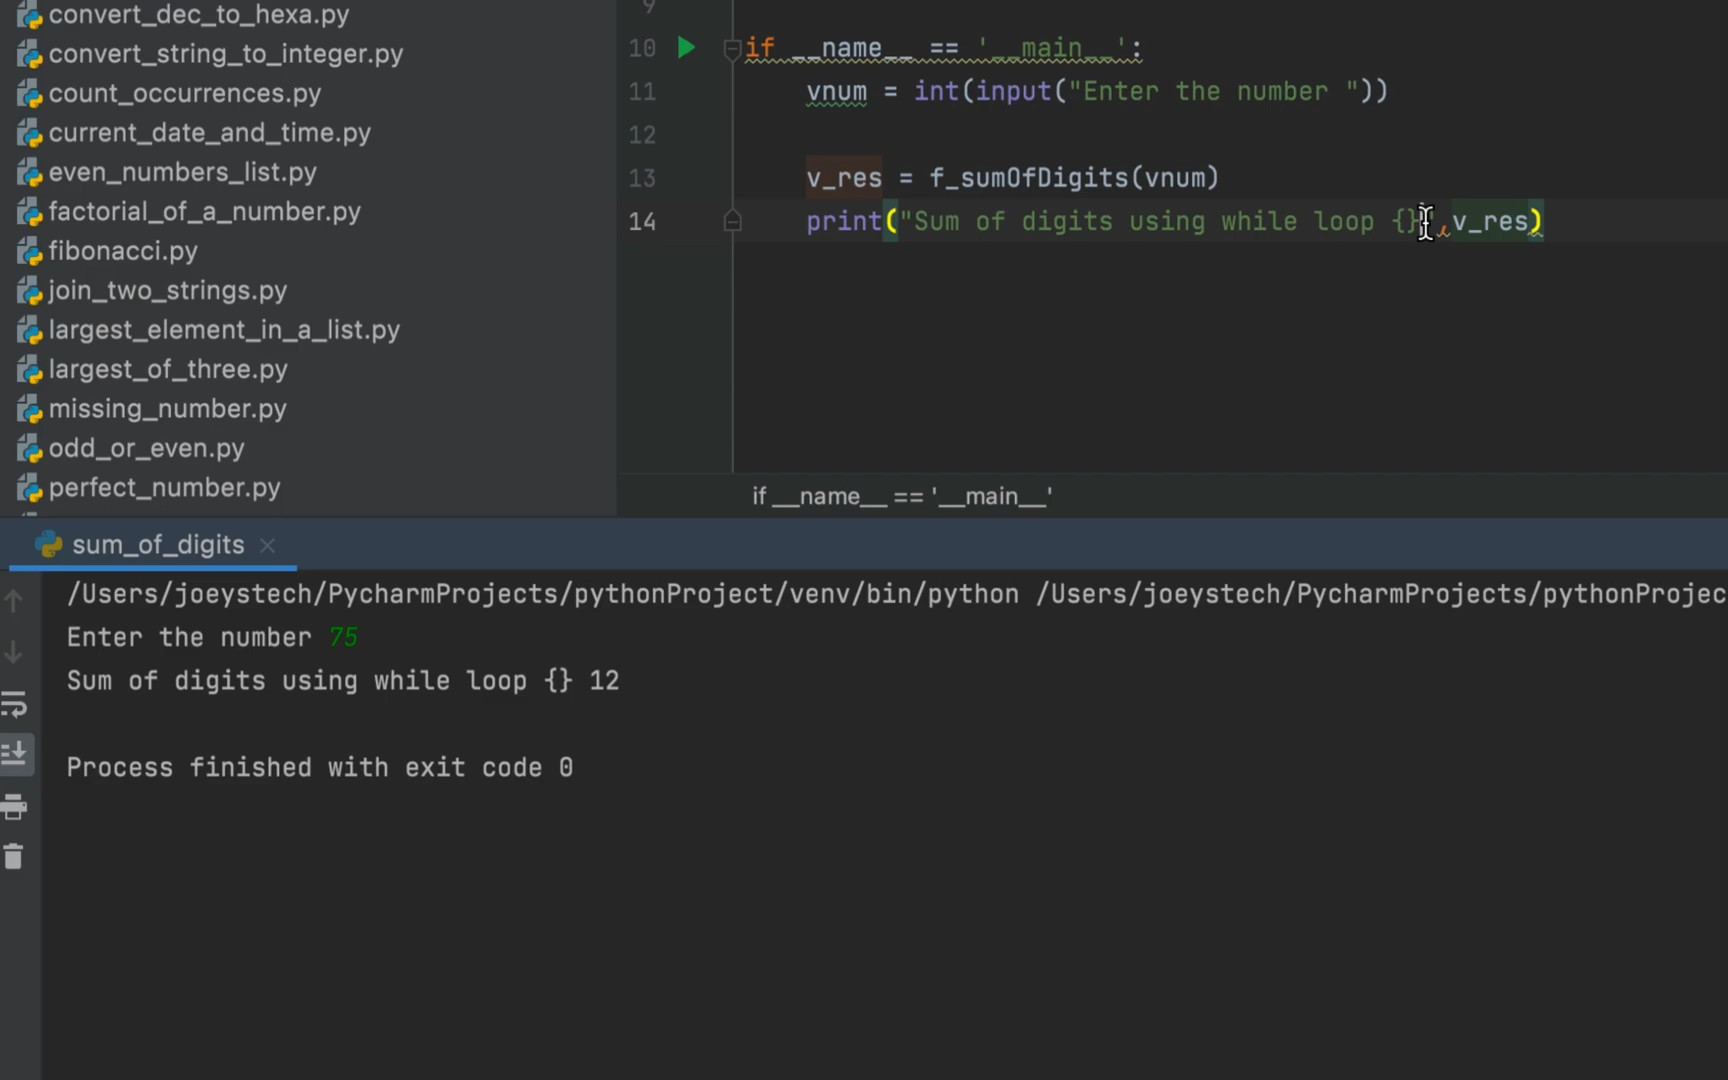 convert_dec_to_hexa.py
convert_string_to_integer.py
count_occurrences.py
current_date_and_time.py
even_numbers_list.py
factorial_of_a_number.py
fibonacci.py
join_two_strings.py
largest_element_in_a_list.py
largest_of_three.py
missing_number.py
odd_or_even.py
perfect_number.py
9
10 if __name__ == '__main__':
11 vnum = int(input("Enter the number "))
12
13 v_res = f_sumOfDigits(vnum)
14 print("Sum of digits using while loop {}",v_res)
if __name__ == '__main__'
sum_of_digits
/Users/joeystech/PycharmProjects/pythonProject/venv/bin/python /Users/joeystech/PycharmProjects/pythonProjec
Enter the number 75
Sum of digits using while loop {} 12
Process finished with exit code 0